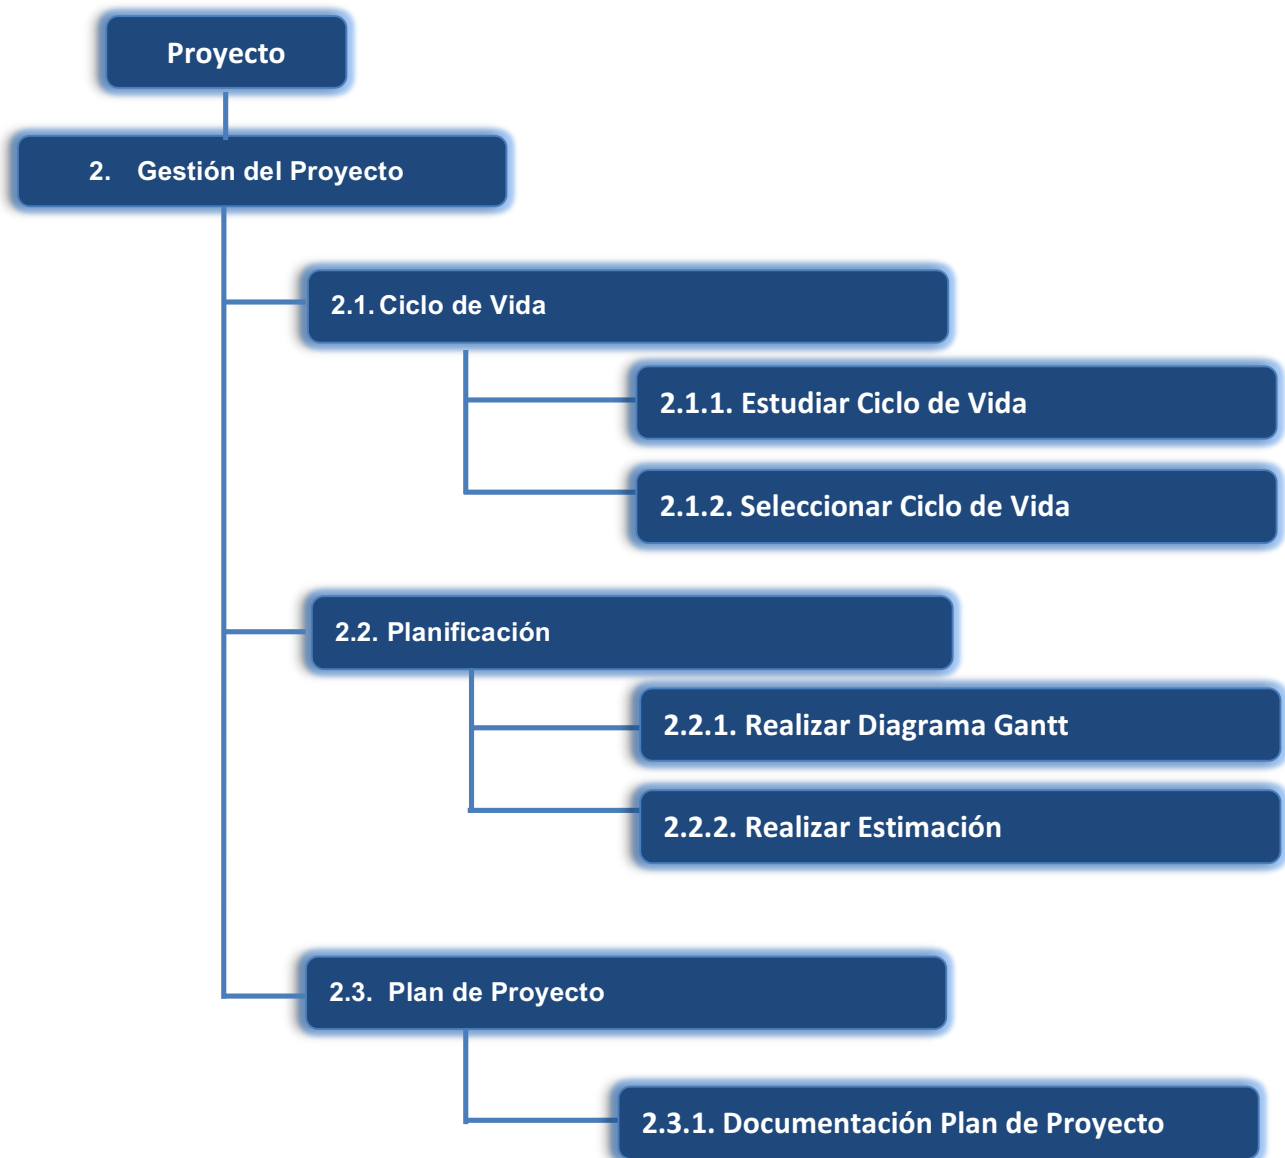 Proyecto
2. Gestión del Proyecto
2.1. Ciclo de Vida
2.1.1. Estudiar Ciclo de Vida
2.1.2. Seleccionar Ciclo de Vida
2.2. Planificación
2.2.1. Realizar Diagrama Gantt
2.2.2. Realizar Estimación
2.3. Plan de Proyecto
2.3.1. Documentación Plan de Proyecto